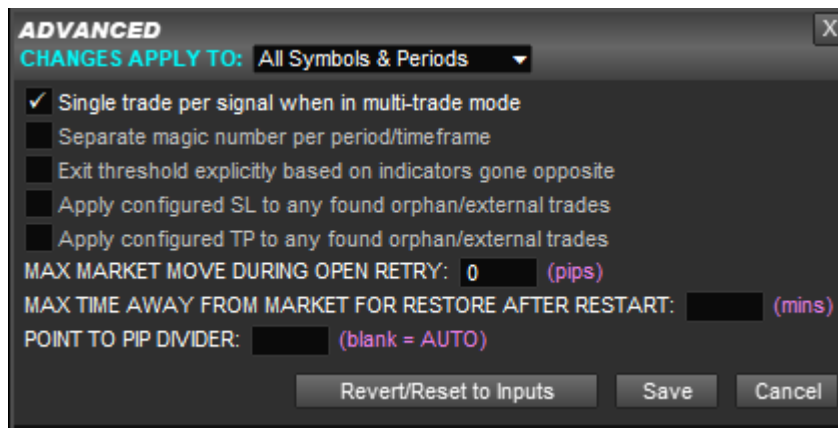 ADVANCED X
CHANGES APPLY TO: All Symbols & Periods
Single trade per signal when in multi-trade mode
Separate magic number per period/timeframe
Exit threshold explicitly based on indicators gone opposite
Apply configured SL to any found orphan/external trades
Apply configured TP to any found orphan/external trades
MAX MARKET MOVE DURING OPEN RETRY: 0 (pips)
MAX TIME AWAY FROM MARKET FOR RESTORE AFTER RESTART: (mins)
POINT TO PIP DIVIDER: (blank = AUTO)
Revert/Reset to Inputs Save Cancel